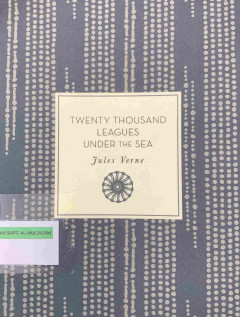 TWENTY THOUSAND
LEAGUES
UNDER THE SEA
Jules Verne